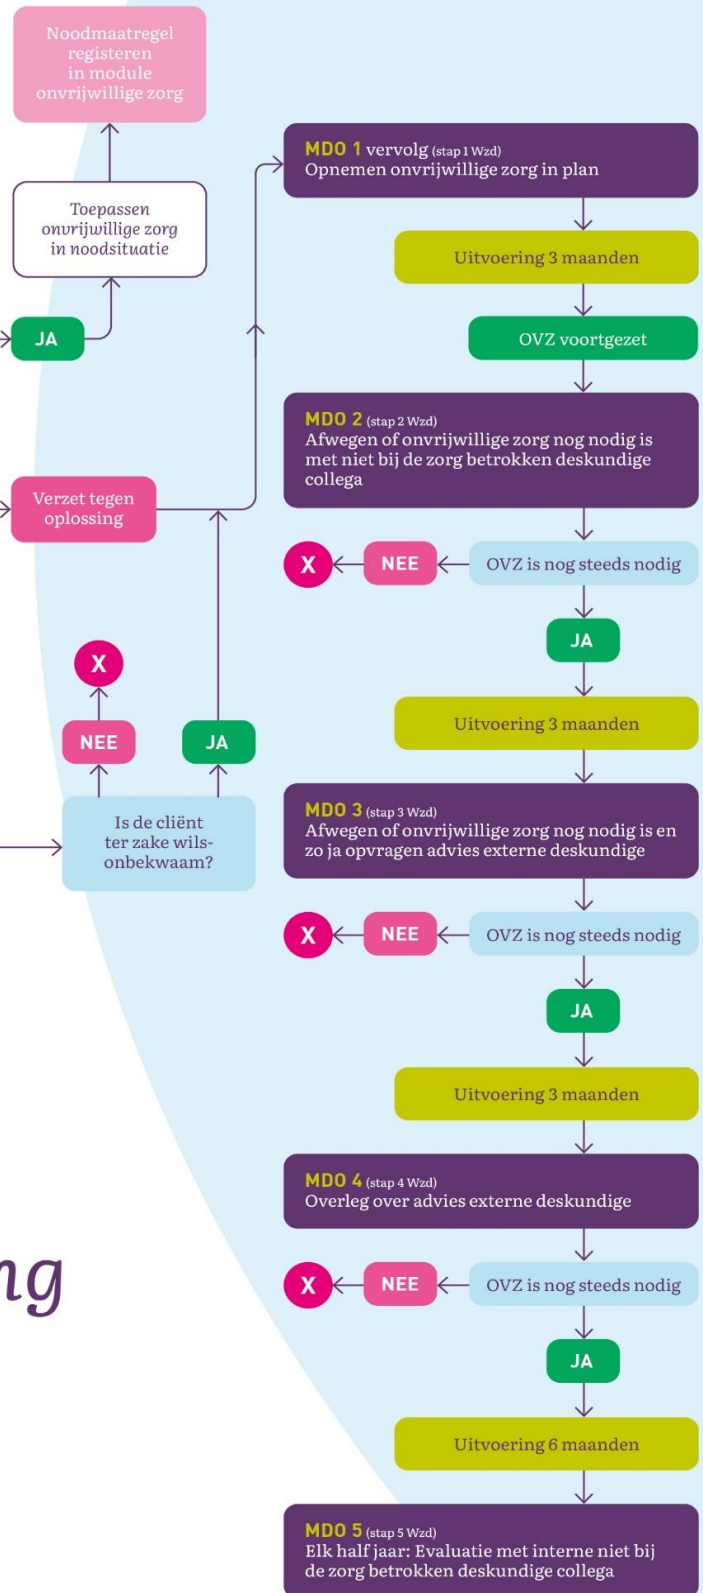 Noodmaatregel
registeren
in module
onvrijwillige zorg
Toepassen
onvrijwillige zorg
in noodsituatie
JA
Verzet tegen
oplossing
X
NEE
JA
Is de cliënt
ter zake wils-
onbekwaam?
ng
MDO 1 vervolg (stap 1 Wzd)
Opnemen onvrijwillige zorg in plan
Uitvoering 3 maanden
OVZ voortgezet
MDO 2 (stap 2 Wzd)
Afwegen of onvrijwillige zorg nog nodig is
met niet bij de zorg betrokken deskundige
collega
X
NEE
OVZ is nog steeds nodig
JA
Uitvoering 3 maanden
MDO 3 (stap 3 Wzd)
Afwegen of onvrijwillige zorg nog nodig is en
zo ja opvragen advies externe deskundige
X
NEE
OVZ is nog steeds nodig
JA
Uitvoering 3 maanden
MDO 4 (stap 4 Wzd)
Overleg over advies externe deskundige
X
NEE
OVZ is nog steeds nodig
JA
Uitvoering 6 maanden
MDO 5 (stap 5 Wzd)
Elk half jaar: Evaluatie met interne niet bij
de zorg betrokken deskundige collega